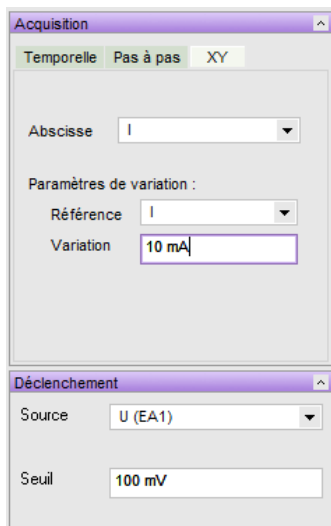 Acquisition
Temporelle Pas à pas XY
Abscisse I
Paramètres de variation :
Référence I
Variation 10 mA
Déclenchement
Source U (EA1)
Seuil 100 mV